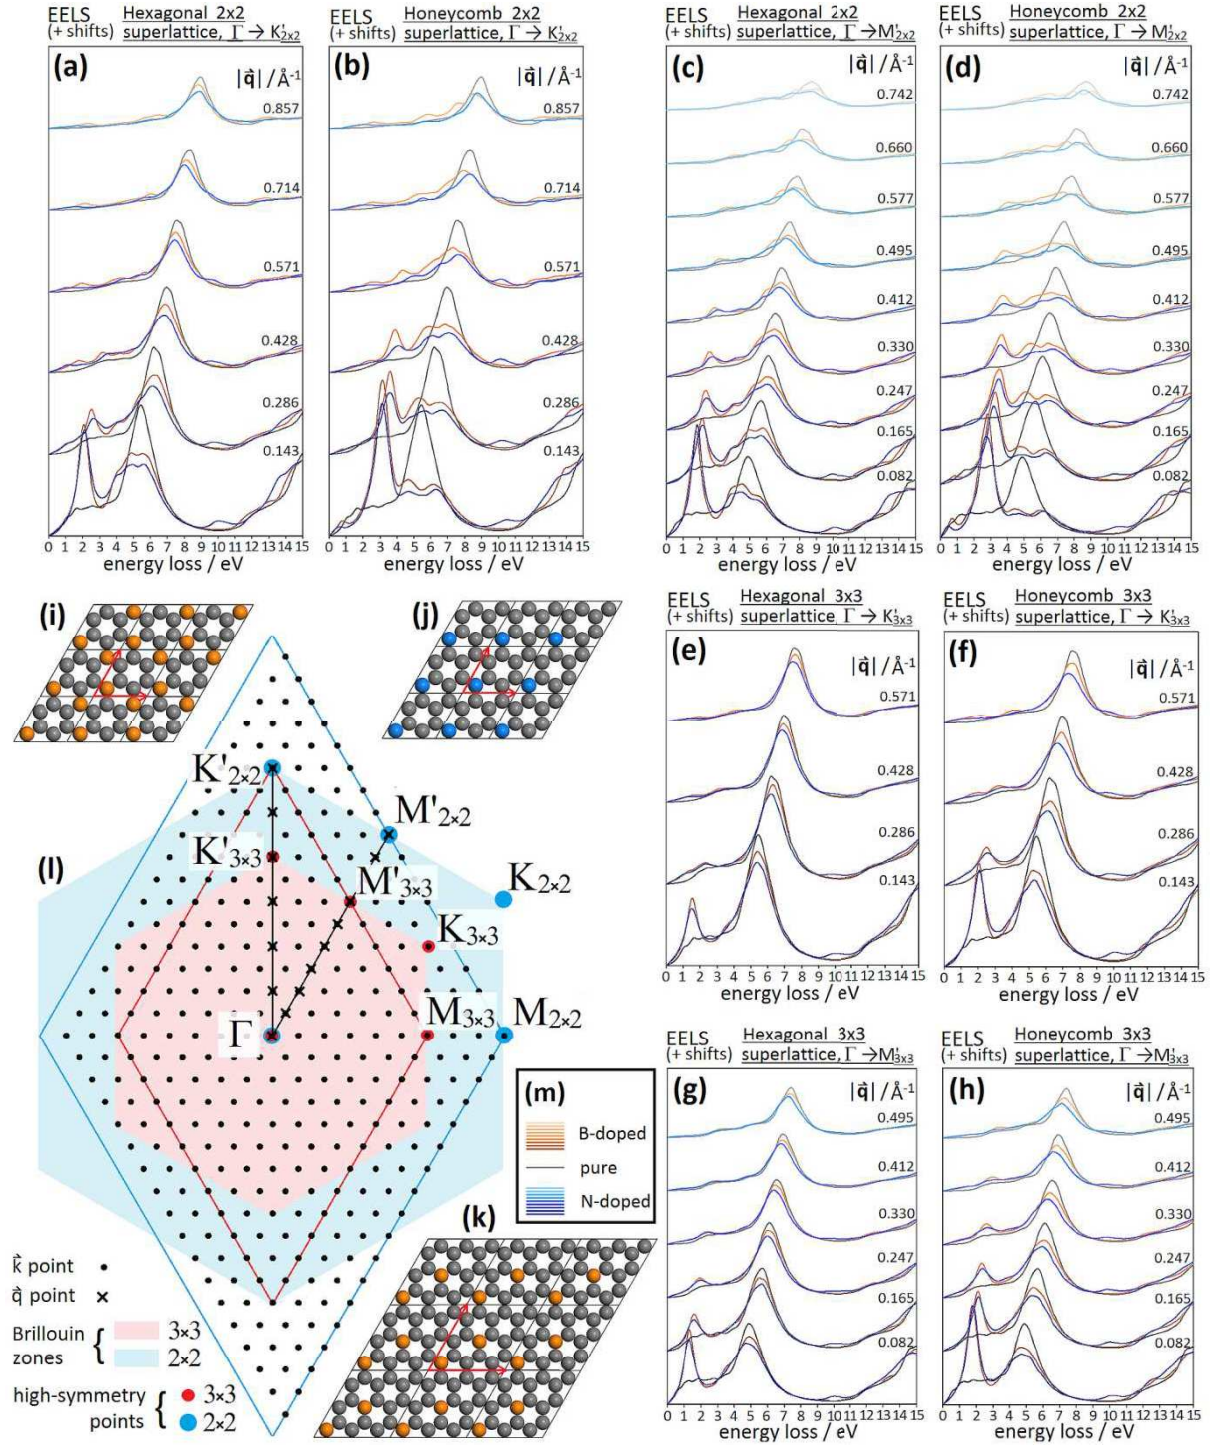 EELS
(+ shifts)
Hexagonal 2x2
superlattice, Γ → K'2x2
(a)
0.857
0.714
0.571
0.428
0.286
0.143
0 1 2 3 4 5 6 7 8 9 10 11 12 13 14 15
energy loss / eV
EELS
(+ shifts)
Honeycomb 2x2
superlattice, Γ → K'2x2
(b)
|q⃗| / Å⁻¹
0.857
0.714
0.571
0.428
0.286
0.143
0 1 2 3 4 5 6 7 8 9 10 11 12 13 14 15
energy loss / eV
EELS
(+ shifts)
Hexagonal 2x2
superlattice, Γ → M'2x2
(c)
|q⃗| / Å⁻¹
0.742
0.660
0.577
0.495
0.412
0.330
0.247
0.165
0.082
0 1 2 3 4 5 6 7 8 9 10 11 12 13 14 15
energy loss / eV
EELS
(+ shifts)
Honeycomb 2x2
superlattice, Γ → M'2x2
(d)
|q⃗| / Å⁻¹
0.742
0.660
0.577
0.495
0.412
0.330
0.247
0.165
0.082
0 1 2 3 4 5 6 7 8 9 10 11 12 13 14 15
energy loss / eV
EELS
(+ shifts)
Hexagonal 3x3
superlattice, Γ → K'3x3
(e)
|q⃗| / Å⁻¹
0.571
0.428
0.286
0.143
0 1 2 3 4 5 6 7 8 9 10 11 12 13 14 15
energy loss / eV
EELS
(+ shifts)
Honeycomb 3x3
superlattice, Γ → K'3x3
(f)
|q⃗| / Å⁻¹
0.571
0.428
0.286
0.143
0 1 2 3 4 5 6 7 8 9 10 11 12 13 14 15
energy loss / eV
EELS
(+ shifts)
Hexagonal 3x3
superlattice, Γ → M'3x3
(g)
|q⃗| / Å⁻¹
0.495
0.412
0.330
0.247
0.165
0.082
0 1 2 3 4 5 6 7 8 9 10 11 12 13 14 15
energy loss / eV
EELS
(+ shifts)
Honeycomb 3x3
superlattice, Γ → M'3x3
(h)
|q⃗| / Å⁻¹
0.495
0.412
0.330
0.247
0.165
0.082
0 1 2 3 4 5 6 7 8 9 10 11 12 13 14 15
energy loss / eV
(i)
(j)
(l)
K'2×2
M'2×2
K'3×3
M'3×3
K2×2
K3×3
Γ
M3×3
M2×2
(m)
B-doped
pure
N-doped
(k)
k⃗ point
q⃗ point
Brillouin
zones
{
3×3
2×2
high-symmetry
points
{
3×3
2×2